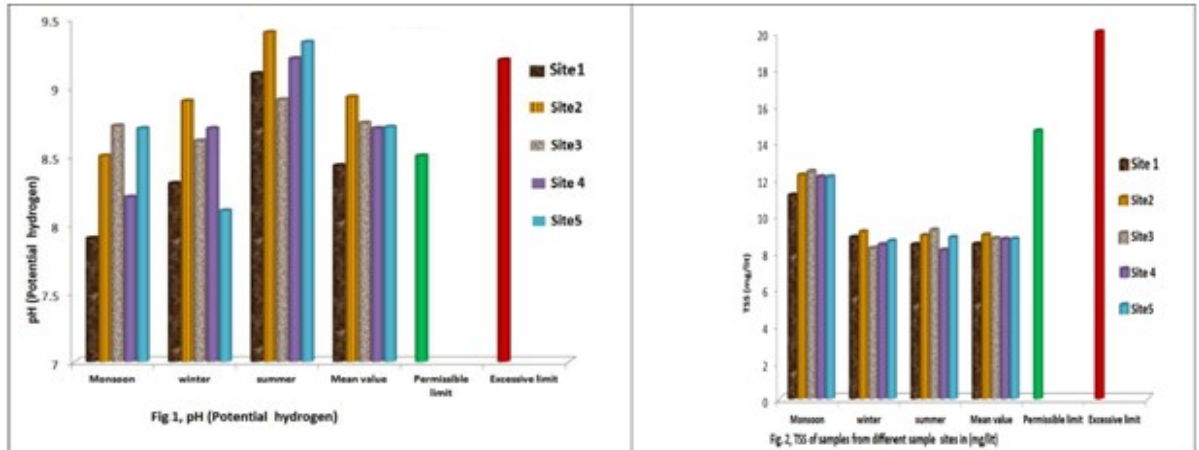 9.5
9
8.5
8
7.5
7
pH (Potential hydrogen)
Monsoon winter summer Mean value Permissible limit Excessive limit
Site1
Site2
Site3
Site 4
Site5
Fig 1, pH (Potential hydrogen)
20
18
16
14
12
10
8
6
4
2
0
TSS (mg/lit)
Monsoon winter summer Mean value Permissible limit Excessive limit
Site 1
Site2
Site3
Site 4
Site5
Fig. 2, TSS of samples from different sample sites in (mg/lit)